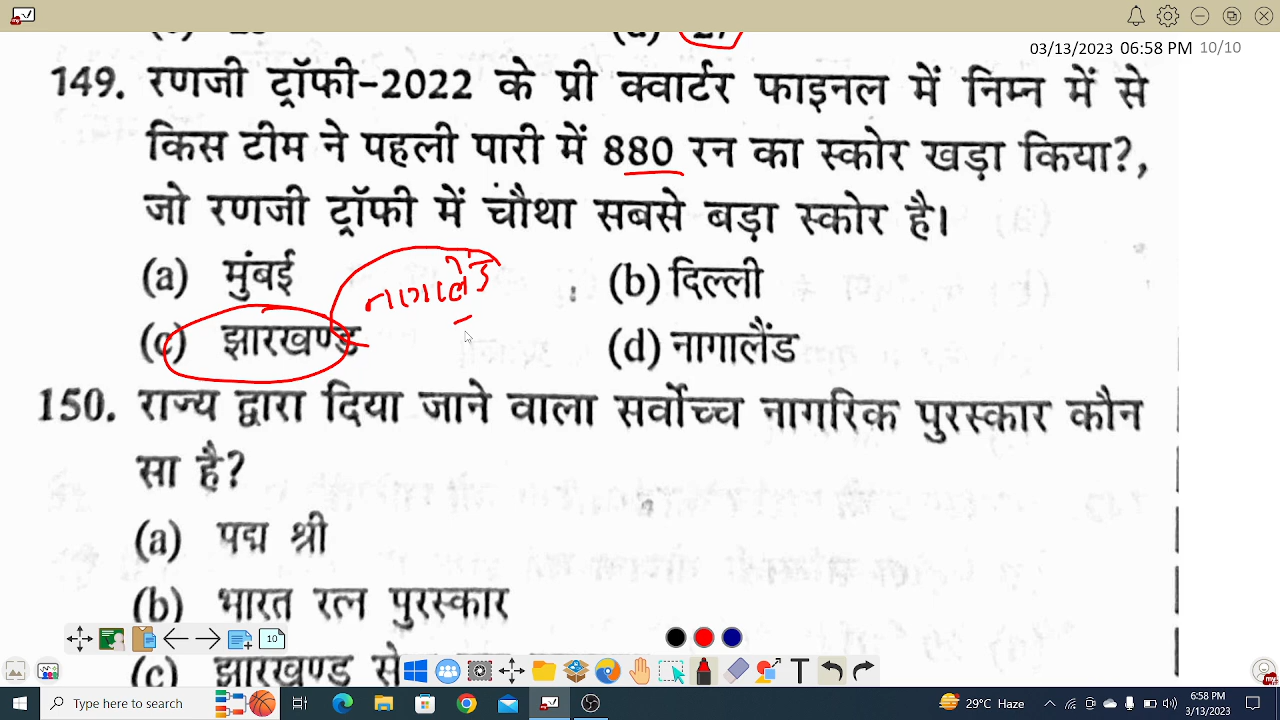 03/13/2023 06:58 PM 10/10
149. रणजी ट्रॉफी-2022 के प्री क्वार्टर फाइनल में निम्न में से
किस टीम ने पहली पारी में 880 रन का स्कोर खड़ा किया?,
जो रणजी ट्रॉफी में चौथा सबसे बड़ा स्कोर है।
(a) मुंबई
(b) दिल्ली
(c) झारखण्ड
(d) नागालैंड
150. राज्य द्वारा दिया जाने वाला सर्वोच्च नागरिक पुरस्कार कौन
सा है?
(a) पद्म श्री
(b) भारत रत्न पुरस्कार
(c) झारखण्ड से
10
Type here to search
29°C Haze
6:58 PM
3/13/2023